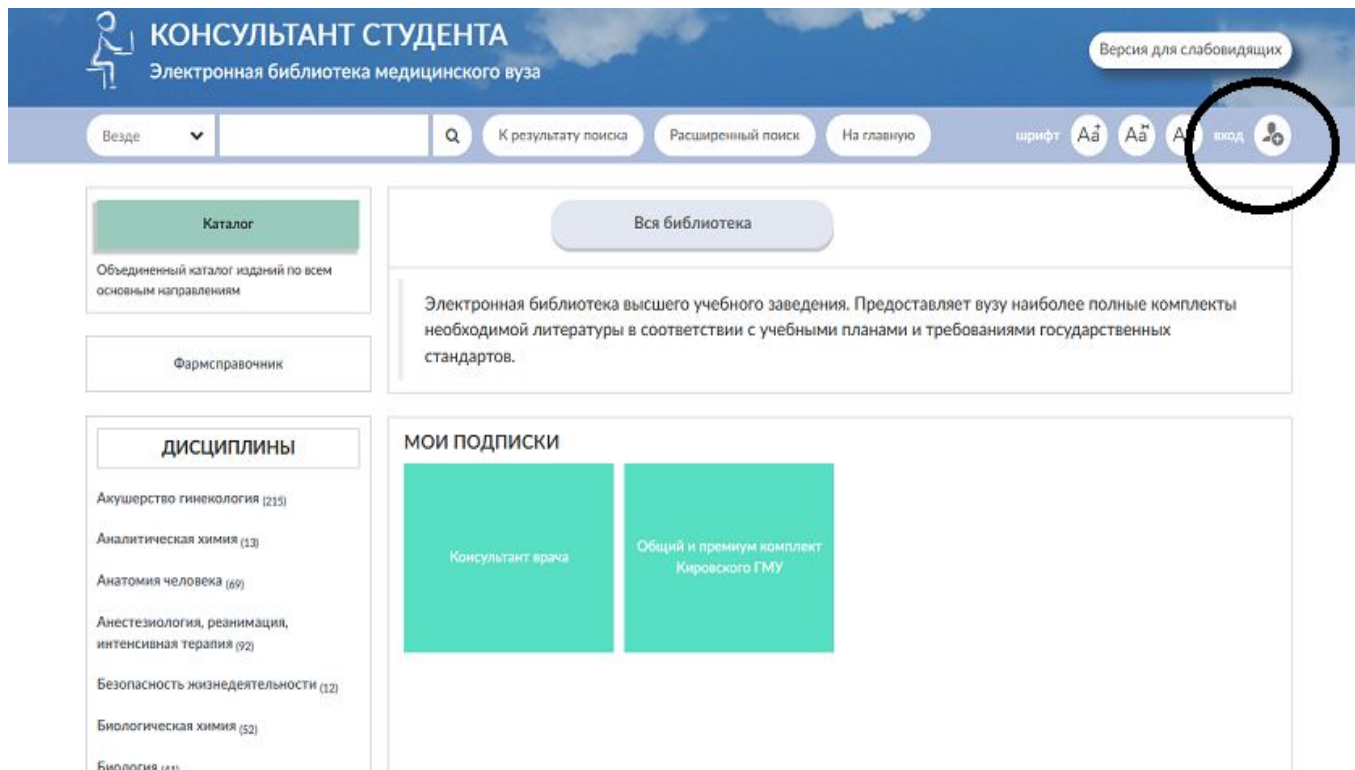 КОНСУЛЬТАНТ СТУДЕНТА
Электронная библиотека медицинского вуза
Версия для слабовидящих
Везде
К результату поиска
Расширенный поиск
На главную
шрифт
Aä
вход
Каталог
Объединенный каталог изданий по всем
основным направлениям
Фармсправочник
Вся библиотека
Электронная библиотека высшего учебного заведения. Предоставляет вузу наиболее полные комплекты
необходимой литературы в соответствии с учебными планами и требованиями государственных
стандартов.
ДИСЦИПЛИНЫ
Акушерство гинекология (215)
Аналитическая химия (13)
Анатомия человека (69)
Анестезиология, реанимация,
интенсивная терапия (92)
Безопасность жизнедеятельности (12)
Биологическая химия (52)
Биология
МОИ ПОДПИСКИ
Консультант врача
Общий и премиум комплект
Кировского ГМУ